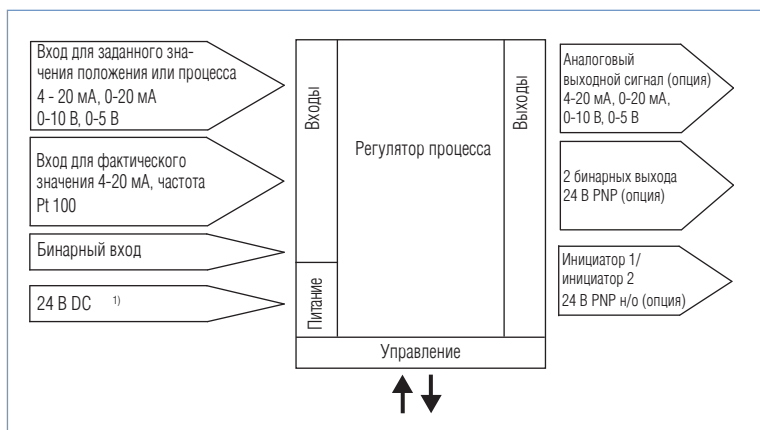 Вход для заданного зна-
чения положения или процесса
4 - 20 мА, 0-20 мА
0-10 В, 0-5 В
Вход для фактического
значения 4-20 мА, частота
Pt 100
Бинарный вход
24 В DC 1)
Входы
Питание
Регулятор процесса
Выходы
Управление
Аналоговый
выходной сигнал (опция)
4-20 мА, 0-20 мА,
0-10 В, 0-5 В
2 бинарных выхода
24 В PNP (опция)
Инициатор 1/
инициатор 2
24 В PNP н/о (опция)